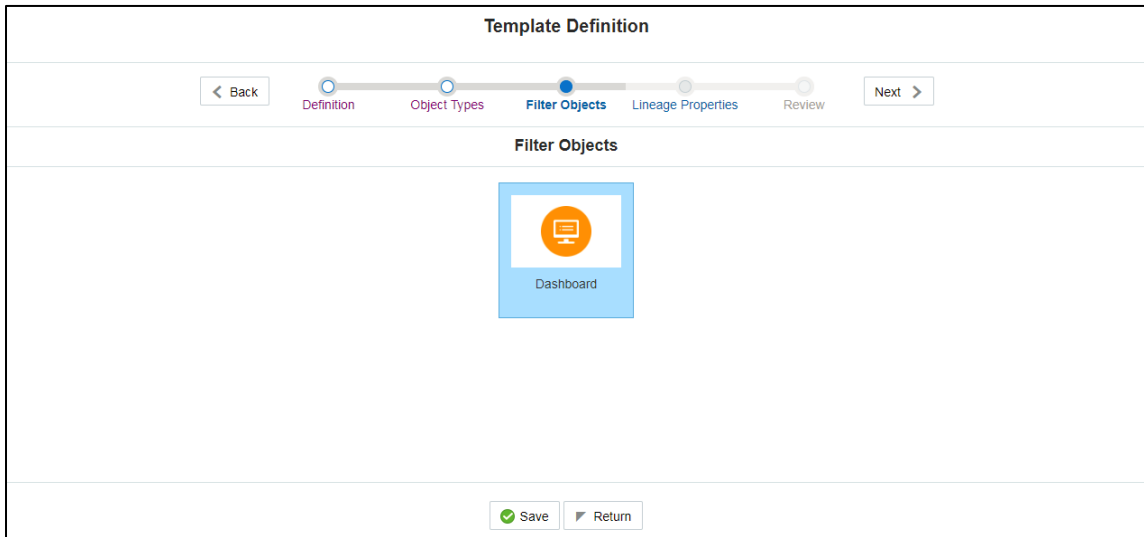 Template Definition
Back
Next
Definition Object Types Filter Objects Lineage Properties Review
Filter Objects
Dashboard
Save Return